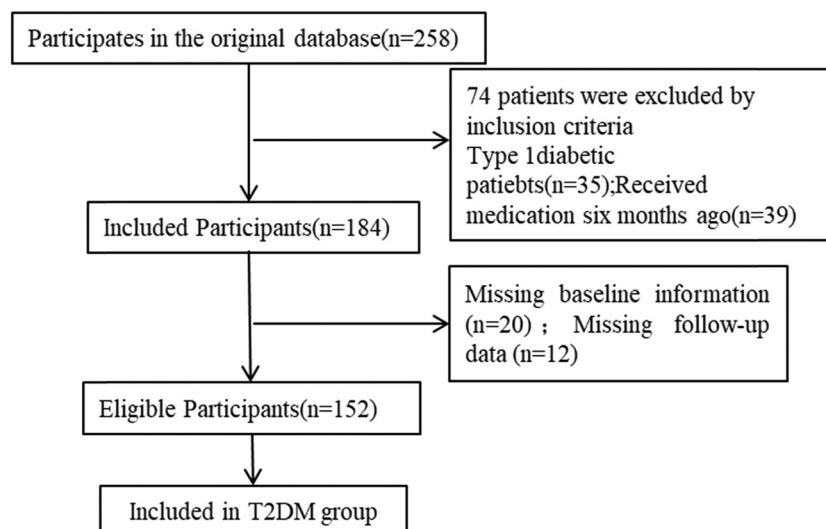 Participates in the original database(n=258)
74 patients were excluded by
inclusion criteria
Type 1diabetic
patiebts(n=35);Received
medication six months ago(n=39)
Included Participants(n=184)
Missing baseline information
(n=20)； Missing follow-up
data (n=12)
Eligible Participants(n=152)
Included in T2DM group